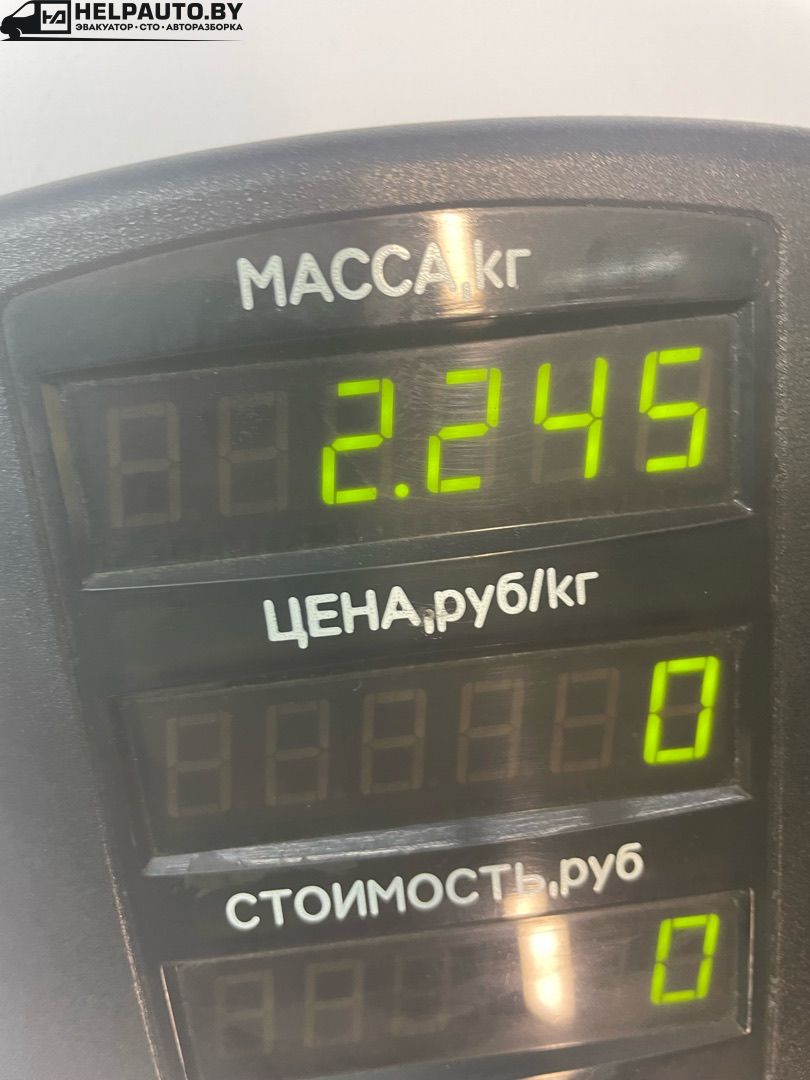 HELPAUTO.BY
ЭВАКУАТОР • СТО • АВТОРАЗБОРКА
МАССА,кг
2.245
ЦЕНА,руб/кг
0
СТОИМОСТЬ,руб
0